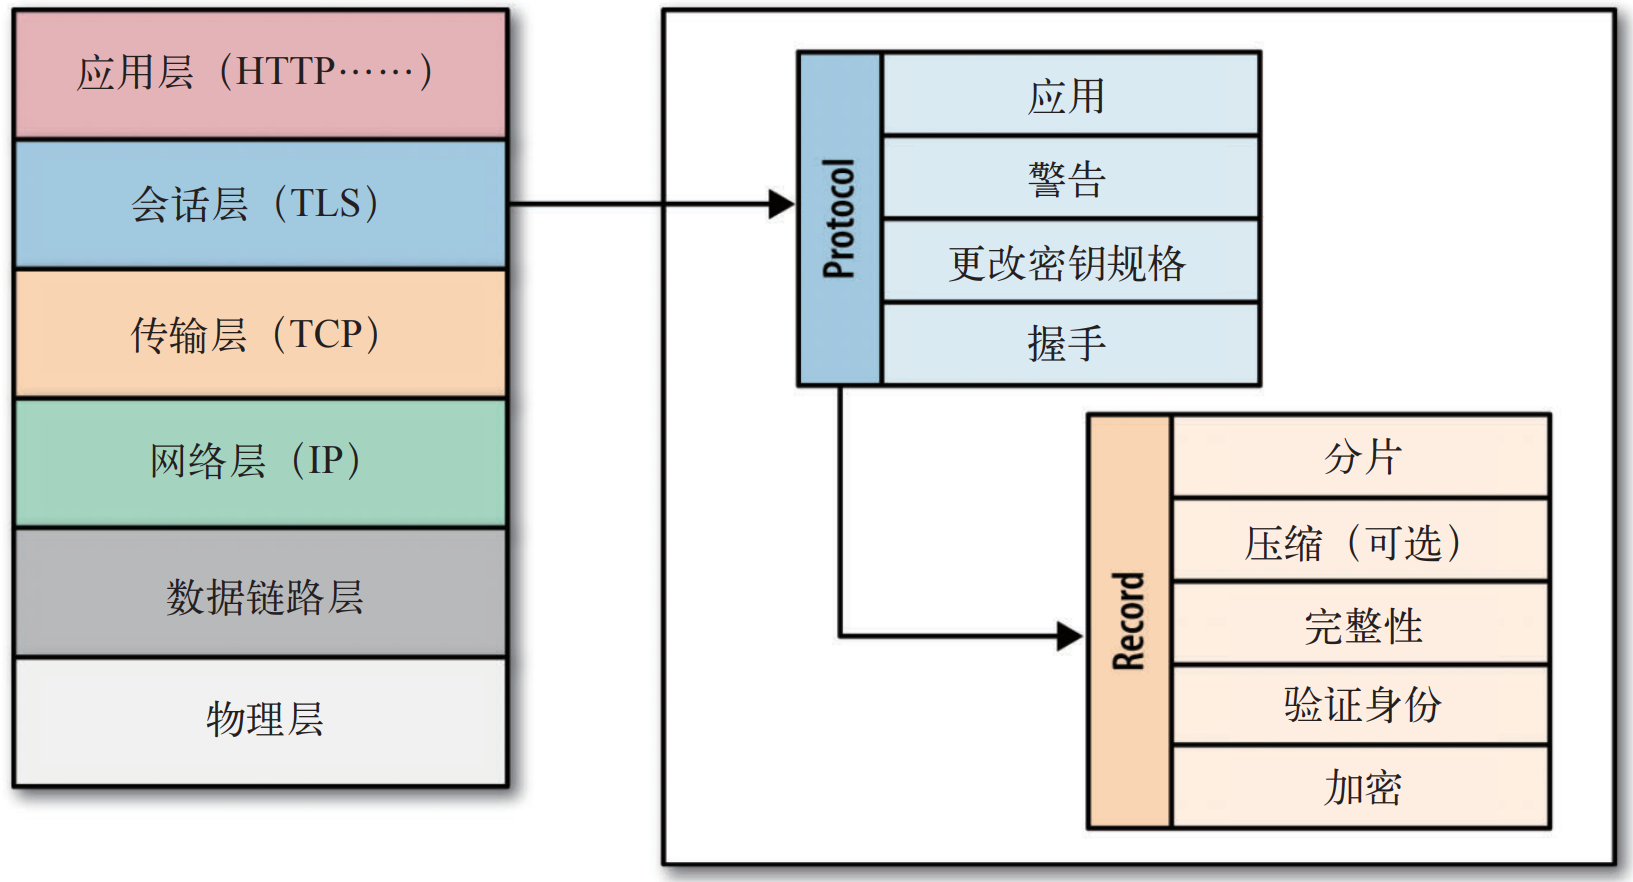 应用层（HTTP……）
会话层（TLS）
传输层（TCP）
网络层（IP）
数据链路层
物理层
Protocol
应用
警告
更改密钥规格
握手
Record
分片
压缩（可选）
完整性
验证身份
加密